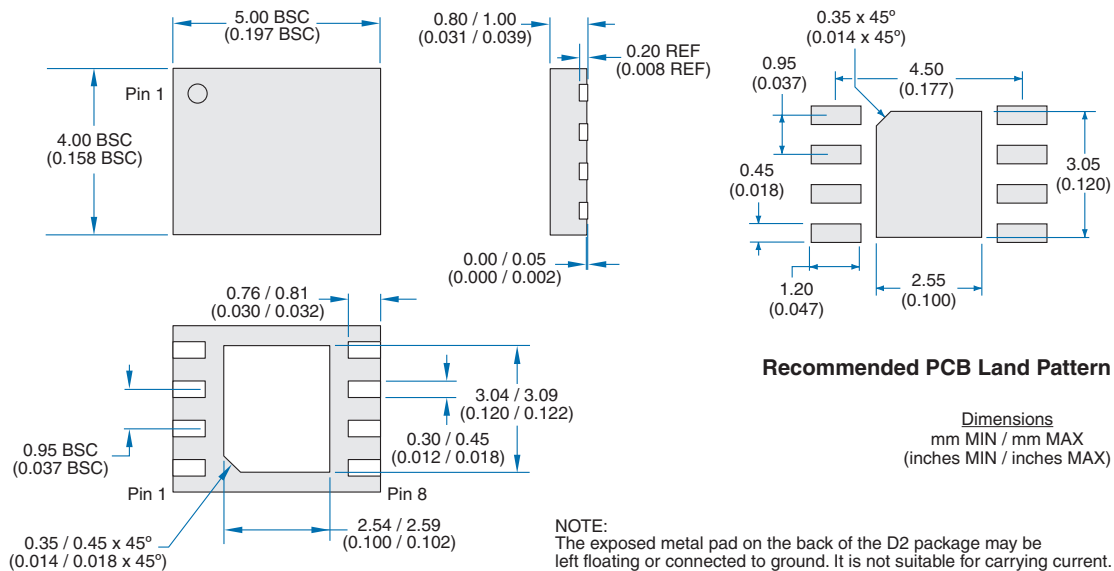 5.00 BSC
(0.197 BSC)
Pin 1
4.00 BSC
(0.158 BSC)
0.80 / 1.00
(0.031 / 0.039)
0.20 REF
(0.008 REF)
0.00 / 0.05
(0.000 / 0.002)
0.35 x 45º
(0.014 x 45º)
0.95
(0.037)
4.50
(0.177)
0.45
(0.018)
3.05
(0.120)
1.20
(0.047)
2.55
(0.100)
Recommended PCB Land Pattern
Dimensions
mm MIN / mm MAX
(inches MIN / inches MAX)
0.76 / 0.81
(0.030 / 0.032)
3.04 / 3.09
(0.120 / 0.122)
0.30 / 0.45
(0.012 / 0.018)
0.95 BSC
(0.037 BSC)
Pin 1
Pin 8
2.54 / 2.59
(0.100 / 0.102)
0.35 / 0.45 x 45º
(0.014 / 0.018 x 45º)
NOTE:
The exposed metal pad on the back of the D2 package may be
left floating or connected to ground. It is not suitable for carrying current.